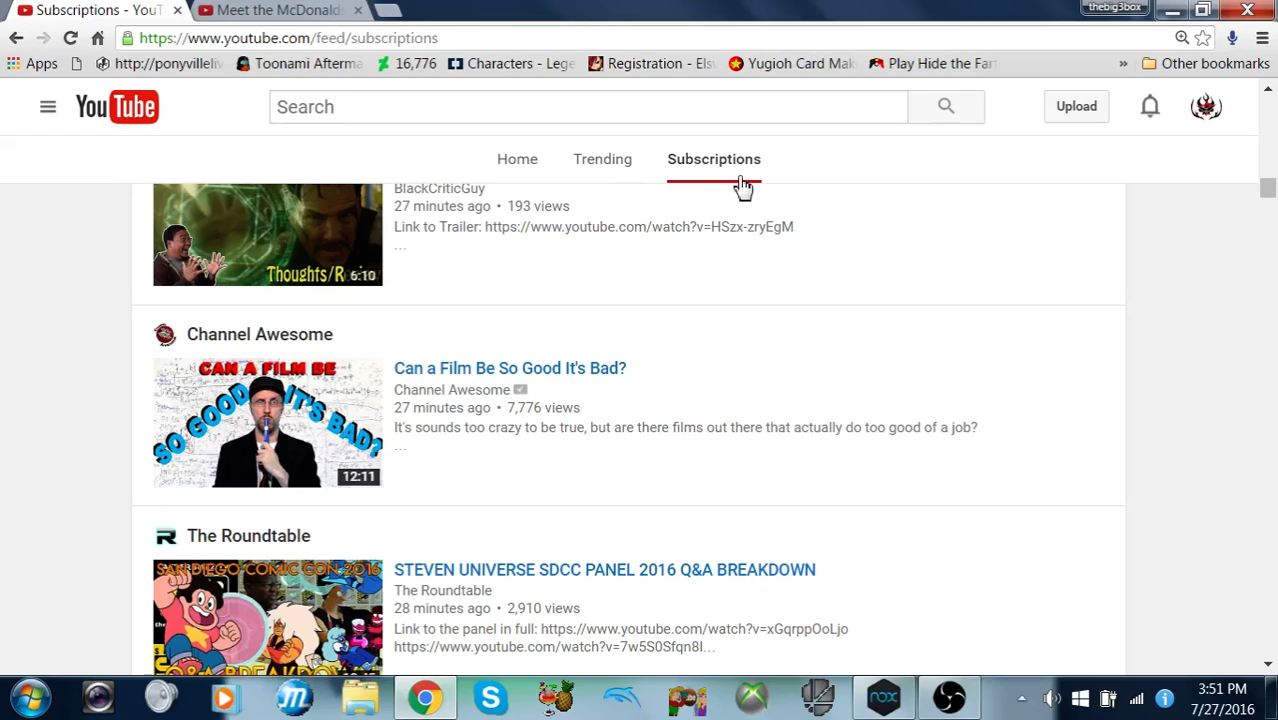 Subscriptions - YouT
Meet the McDonalds
thebig3box
https://www.youtube.com/feed/subscriptions
Apps
http://ponyvilleliv
Toonami Afterma
16,776
Characters - Lege
Registration - Elsv
Yugioh Card Mak
Play Hide the Far
»
Other bookmarks
YouTube
Search
Upload
Home
Trending
Subscriptions
BlackCriticGuy
27 minutes ago • 193 views
Link to Trailer: https://www.youtube.com/watch?v=HSzx-zryEgM
...
Thoughts/R
6:10
Channel Awesome
CAN A FILM BE
SO GOOD IT'S BAD?
12:11
Can a Film Be So Good It's Bad?
Channel Awesome
27 minutes ago • 7,776 views
It's sounds too crazy to be true, but are there films out there that actually do too good of a job?
...
The Roundtable
SAN DIEGO COMIC CON 2016
Q&A BREAKDOWN
STEVEN UNIVERSE SDCC PANEL 2016 Q&A BREAKDOWN
The Roundtable
28 minutes ago • 2,910 views
Link to the panel in full: https://www.youtube.com/watch?v=xGqrppOoLjo
https://www.youtube.com/watch?v=7w5S0Sfqn8I...
nox
3:51 PM
7/27/2016